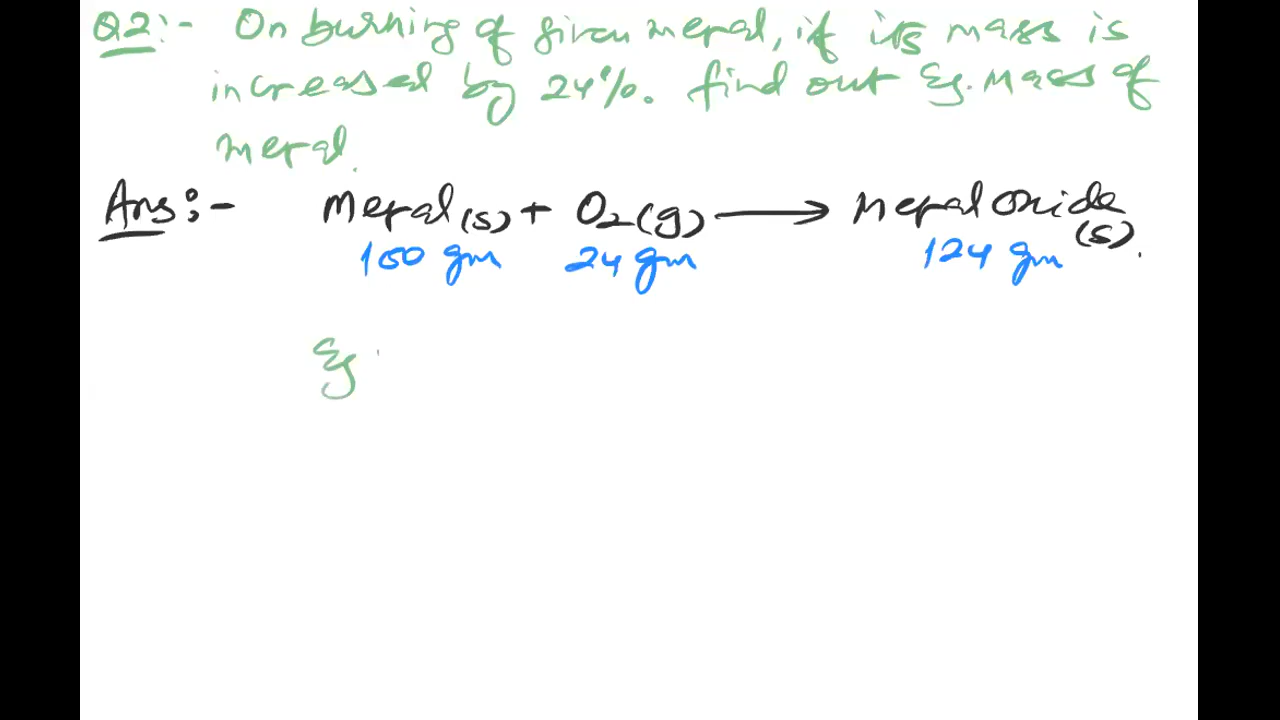 Q2:- On burning of given metal, if its mass is
increased by 24%. find out Eq. Mass of
metal.
Ans:- Metal(s) + O2(g) → Metal Oxide(s).
100 gm 24 gm 124 gm
Eq